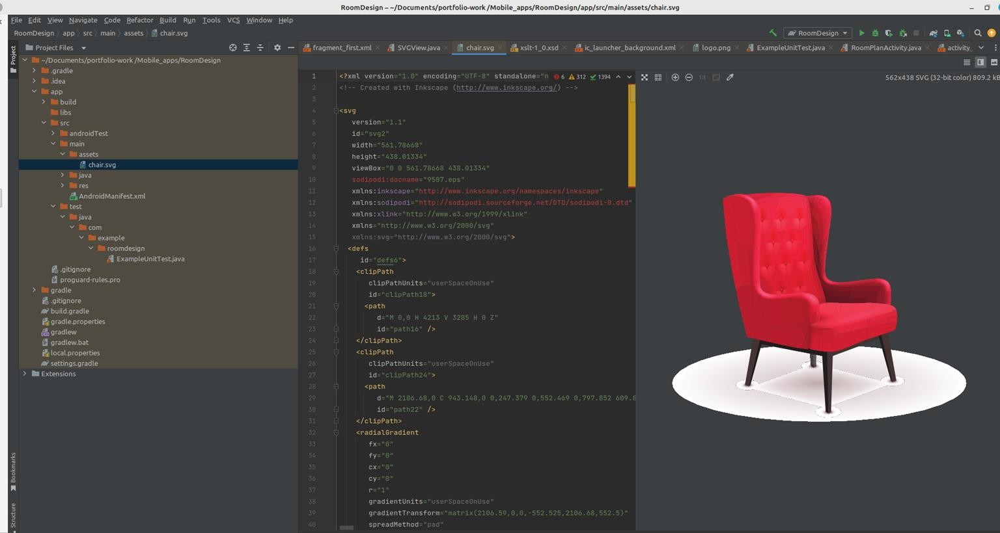 RoomDesign – ~/Documents/portfolio-work /Mobile_apps/RoomDesign/app/src/main/assets/chair.svg
File Edit View Navigate Code Refactor Build Run Tools VCS Window Help
RoomDesign app src main assets chair.svg
RoomDesign
Project
Project Files
fragment_first.xml SVGView.java chair.svg xslt-1_0.xsd ic_launcher_background.xml logo.png ExampleUnitTest.java RoomPlanActivity.java activity_
~/Documents/portfolio-work /Mobile_apps/RoomDesign
.gradle
.idea
app
build
libs
src
androidTest
main
assets
chair.svg
java
res
AndroidManifest.xml
test
java
com
example
roomdesign
ExampleUnitTest.java
.gitignore
proguard-rules.pro
gradle
.gitignore
build.gradle
gradle.properties
gradlew
gradlew.bat
local.properties
settings.gradle
Extensions
Bookmarks
Structure
1 <?xml version="1.0" encoding="UTF-8" standalone="n 6 312 1394
2 <!-- Created with Inkscape (http://www.inkscape.org/) -->
3
4 <svg
5 version="1.1"
6 id="svg2"
7 width="561.78668"
8 height="438.01334"
9 viewBox="0 0 561.78668 438.01334"
10 sodipodi:docname="9507.eps"
11 xmlns:inkscape="http://www.inkscape.org/namespaces/inkscape"
12 xmlns:sodipodi="http://sodipodi.sourceforge.net/DTD/sodipodi-0.dtd"
13 xmlns:xlink="http://www.w3.org/1999/xlink"
14 xmlns="http://www.w3.org/2000/svg"
15 xmlns:svg="http://www.w3.org/2000/svg">
16 <defs
17 id="defs6">
18 <clipPath
19 clipPathUnits="userSpaceOnUse"
20 id="clipPath18">
21 <path
22 d="M 0,0 H 4213 V 3285 H 0 Z"
23 id="path16" />
24 </clipPath>
25 <clipPath
26 clipPathUnits="userSpaceOnUse"
27 id="clipPath24">
28 <path
29 d="M 2106.68,0 C 943.148,0 0,247.379 0,552.469 0,797.852 609.8
30 id="path22" />
31 </clipPath>
32 <radialGradient
33 fx="0"
34 fy="0"
35 cx="0"
36 cy="0"
37 r="1"
38 gradientUnits="userSpaceOnUse"
39 gradientTransform="matrix(2106.59,0,0,-552.525,2106.68,552.5)"
40 spreadMethod="pad"
1:1
562x438 SVG (32-bit color) 809.2 kB